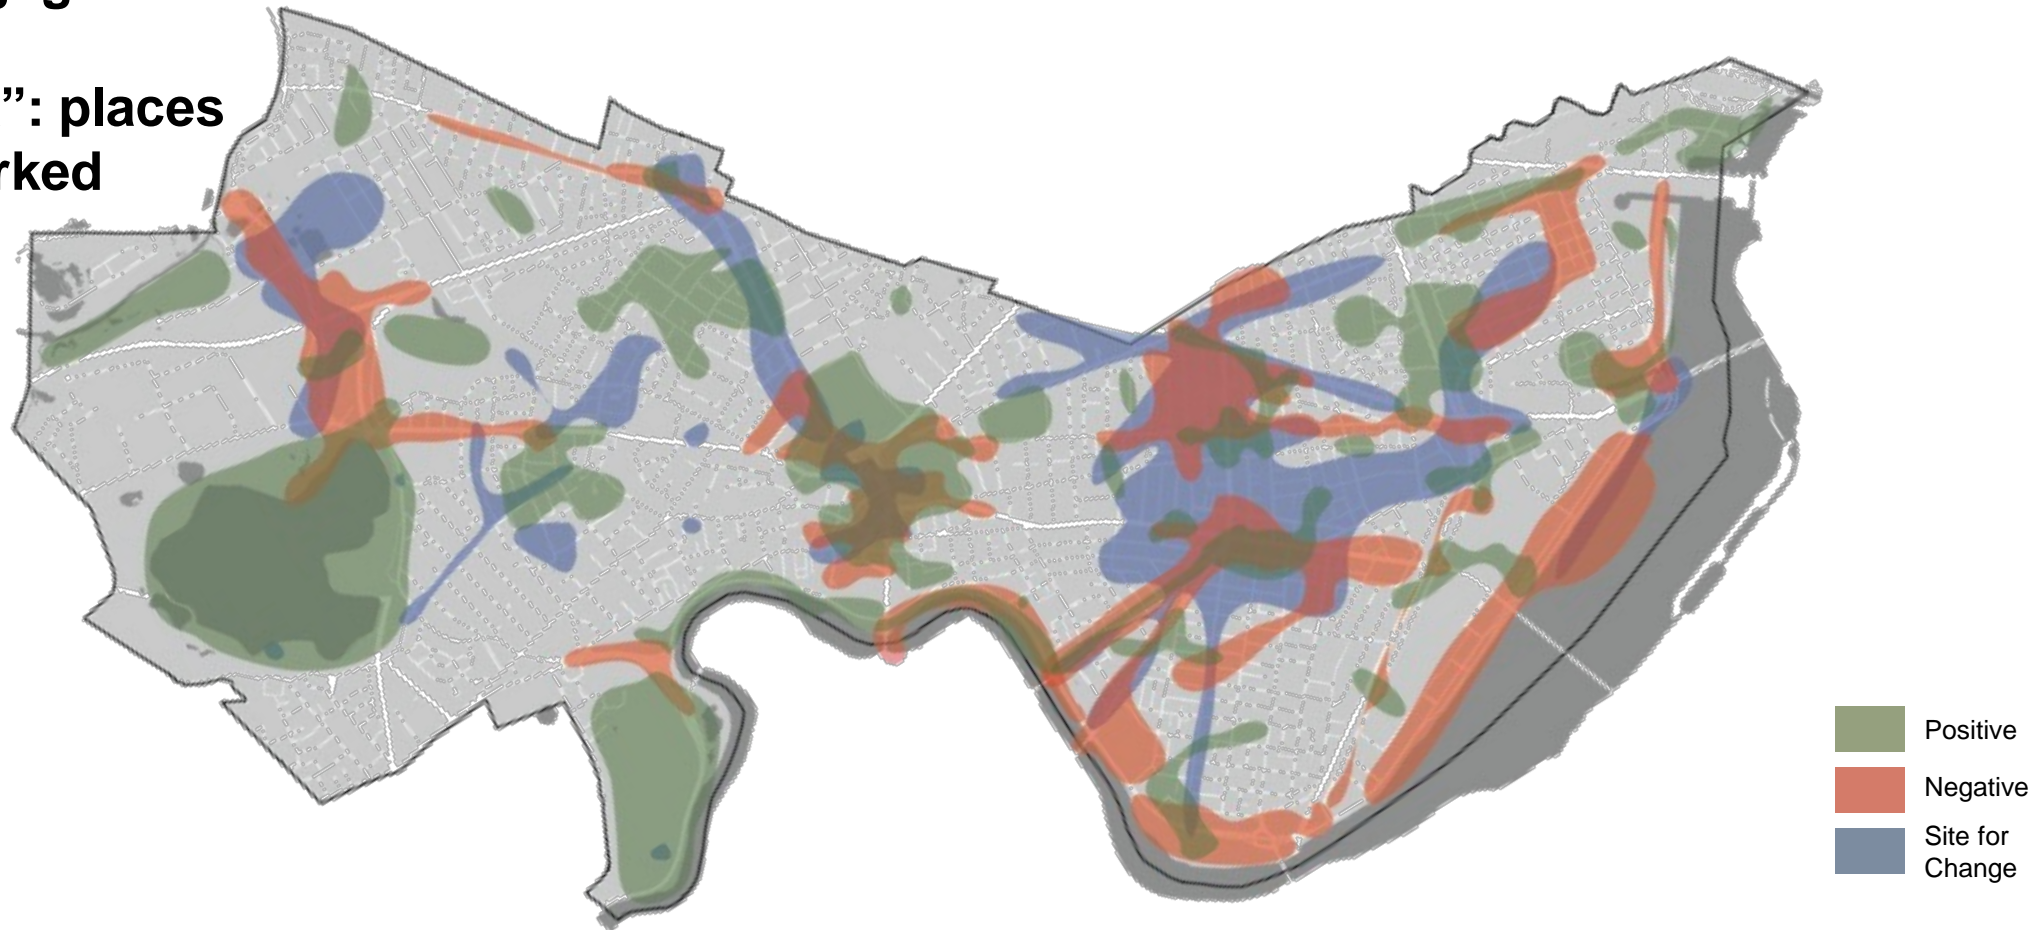 ”: places
rked
Positive
Negative
Site for
Change